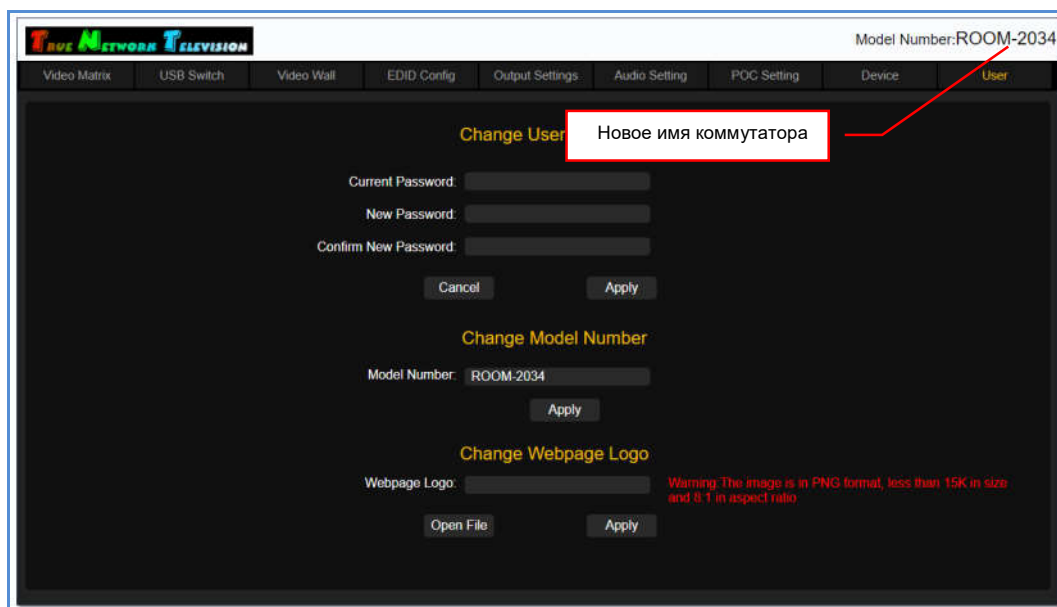 True Network Television
Model Number:ROOM-2034
Video Matrix USB Switch Video Wall EDID Config Output Settings Audio Setting POC Setting Device User
Change User
Новое имя коммутатора
Current Password:
New Password:
Confirm New Password:
Cancel Apply
Change Model Number
Model Number: ROOM-2034
Apply
Change Webpage Logo
Webpage Logo: Warning:The image is in PNG format, less than 15K in size
and 8:1 in aspect ratio
Open File Apply